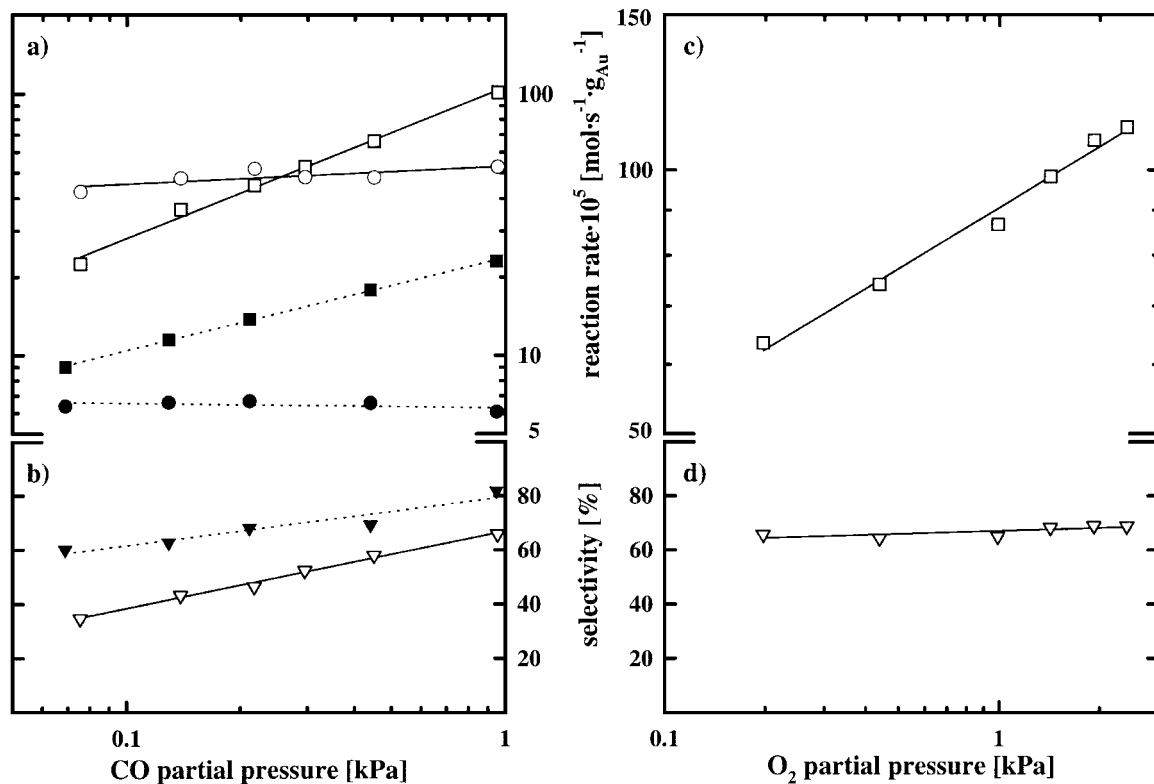 a)
100
10
5
b)
80
60
40
20
0.1
1
CO partial pressure [kPa]
reaction rate·10⁵ [mol·s⁻¹·g_Au⁻¹]
selectivity [%]
150
c)
100
50
d)
80
60
40
20
0.1
1
O₂ partial pressure [kPa]